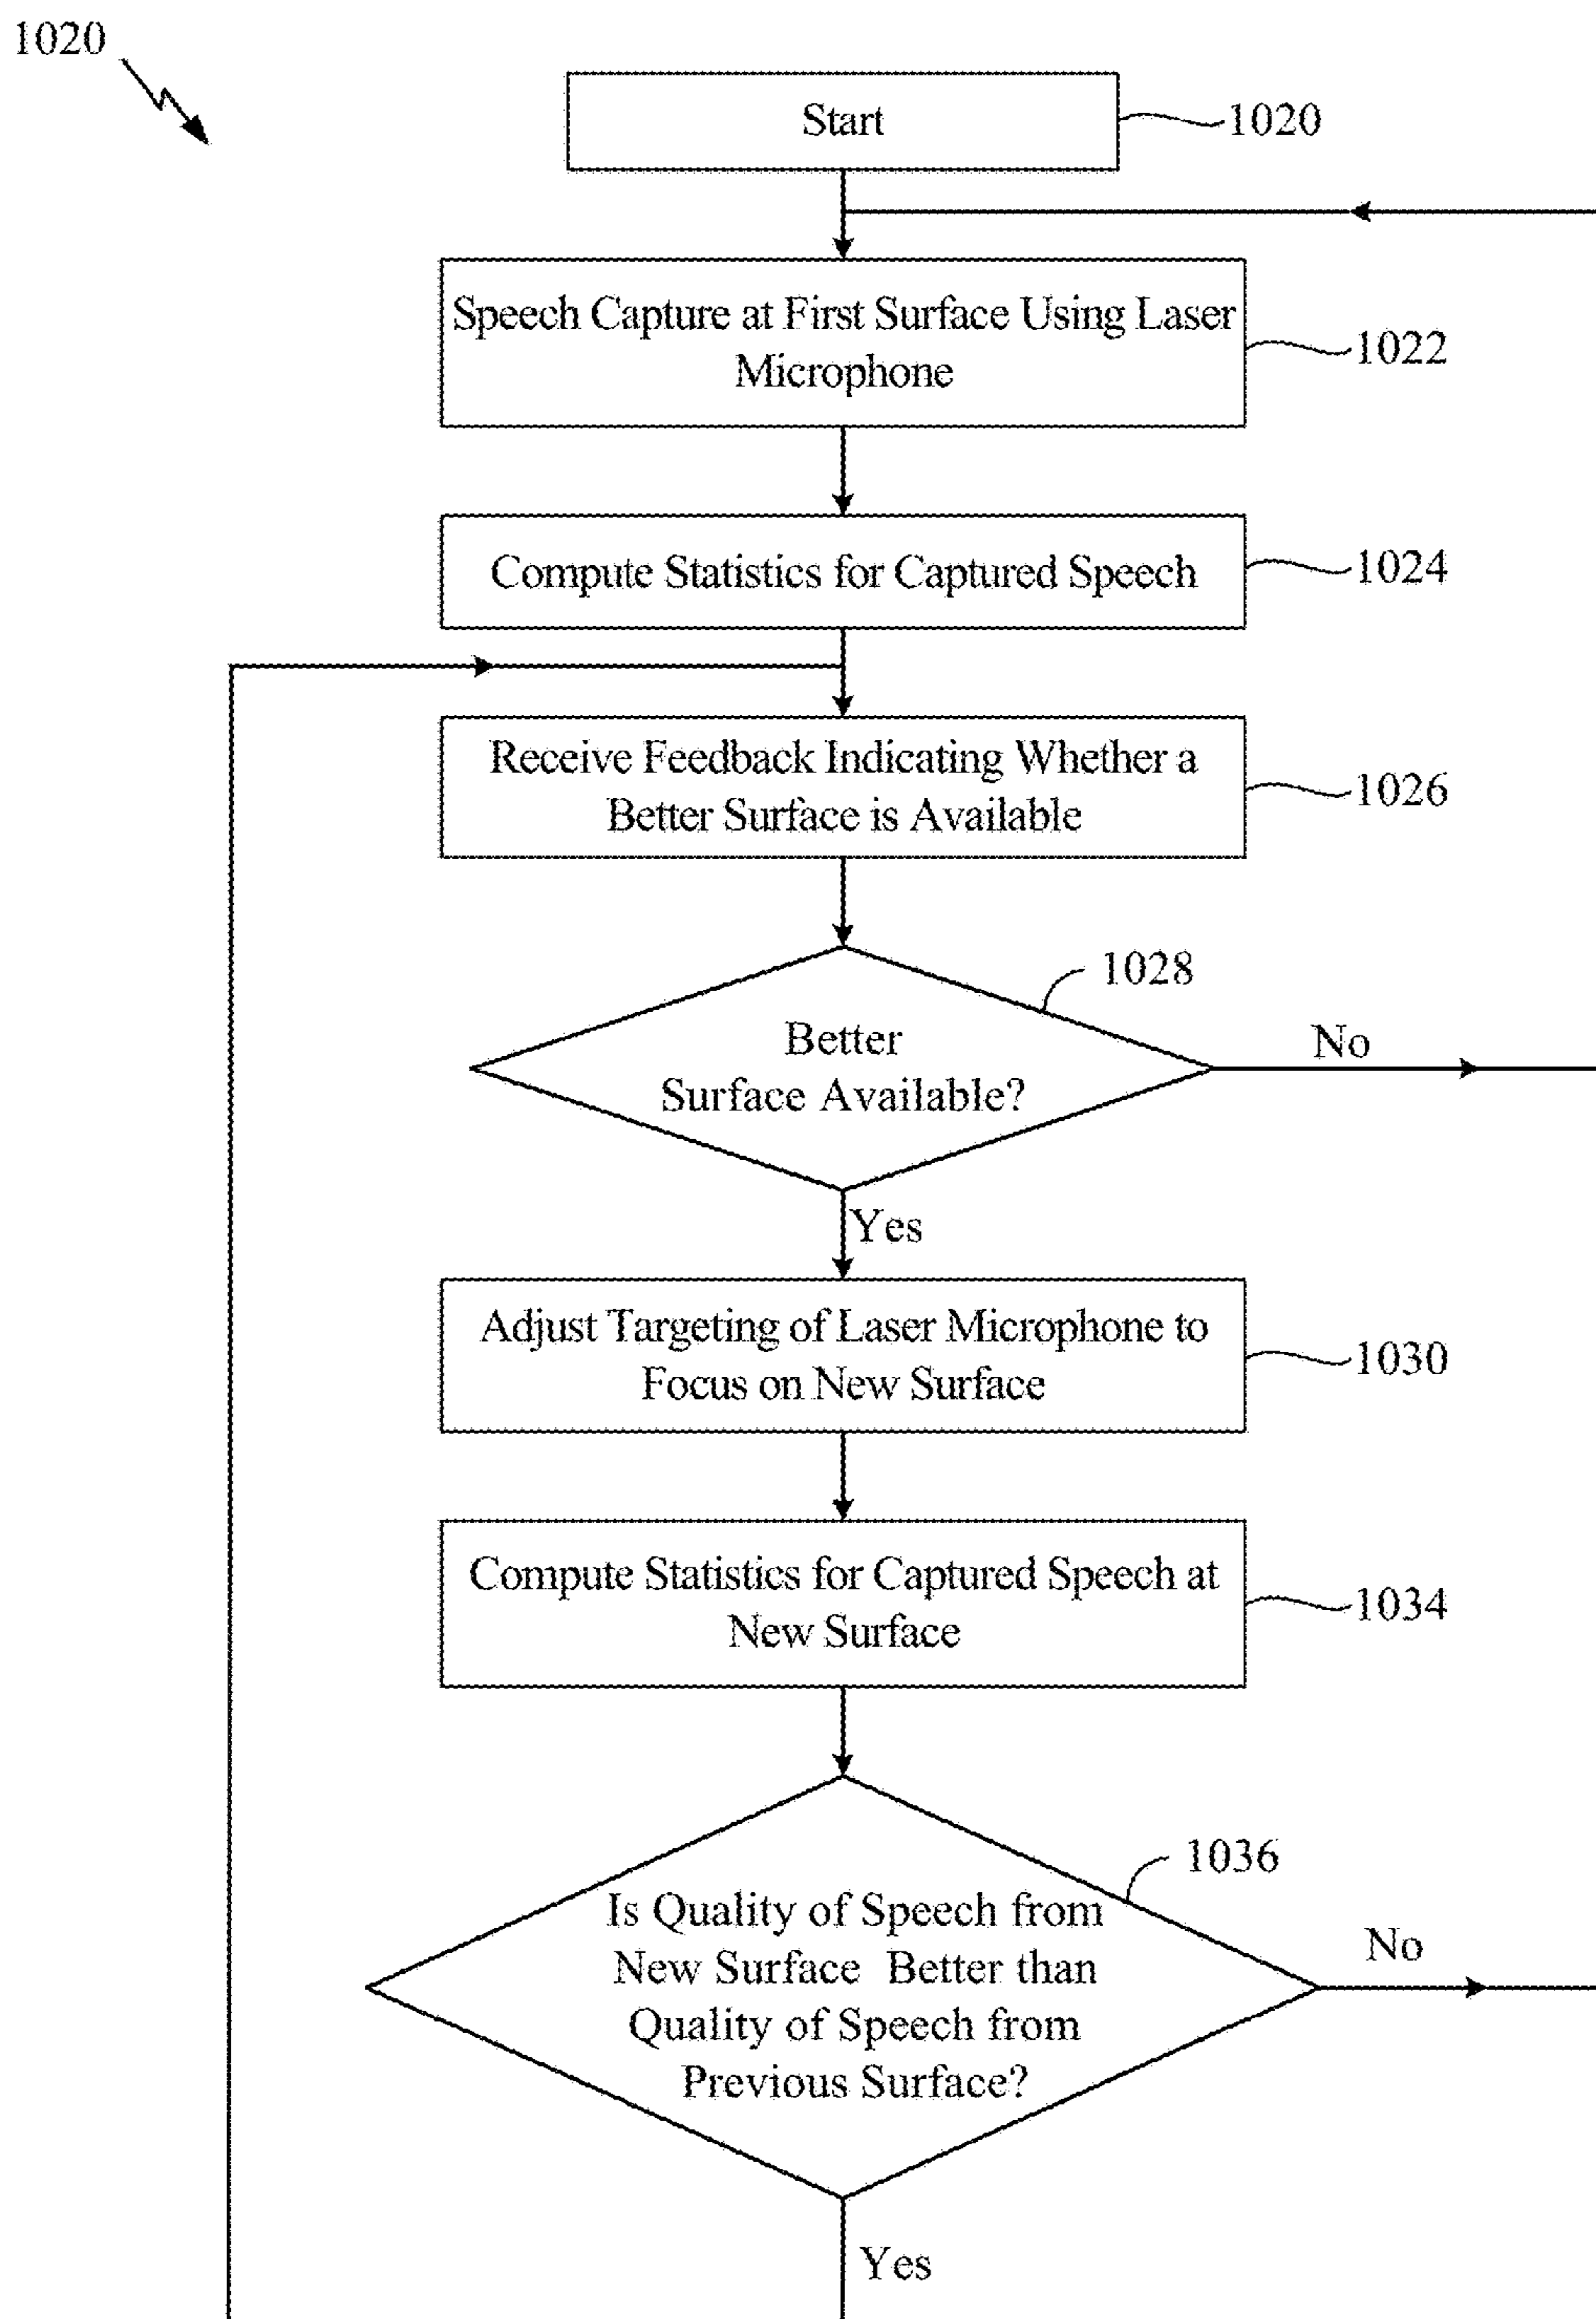 1020
Start
1020
Speech Capture at First Surface Using Laser
Microphone
1022
Compute Statistics for Captured Speech
1024
Receive Feedback Indicating Whether a
Better Surface is Available
1026
1028
Better
Surface Available?
No
Yes
Adjust Targeting of Laser Microphone to
Focus on New Surface
1030
Compute Statistics for Captured Speech at
New Surface
1034
1036
Is Quality of Speech from
New Surface Better than
Quality of Speech from
Previous Surface?
No
Yes